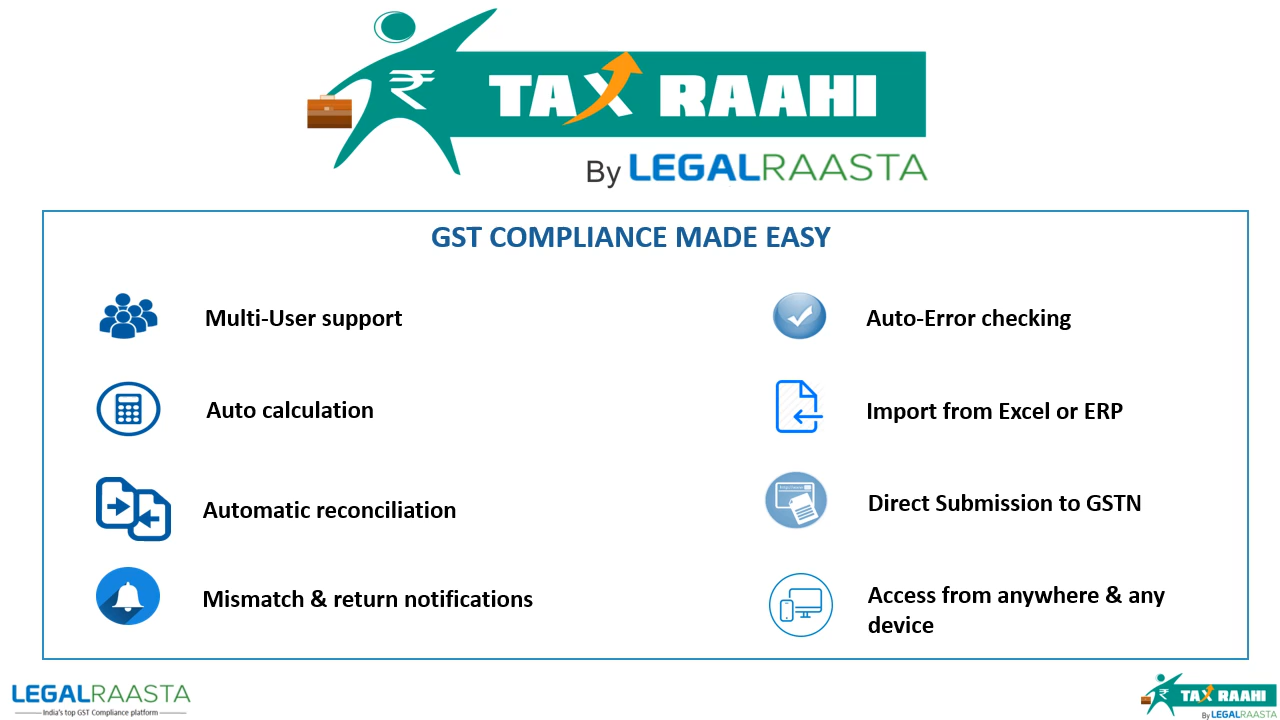 ₹ TAX RAAHI
By LEGALRAASTA
GST COMPLIANCE MADE EASY
Multi-User support
Auto-Error checking
Auto calculation
Import from Excel or ERP
Automatic reconciliation
Direct Submission to GSTN
Mismatch & return notifications
Access from anywhere & any
device
LEGALRAASTA
India's top GST Compliance platform
₹ TAX RAAHI
By LEGALRAASTA